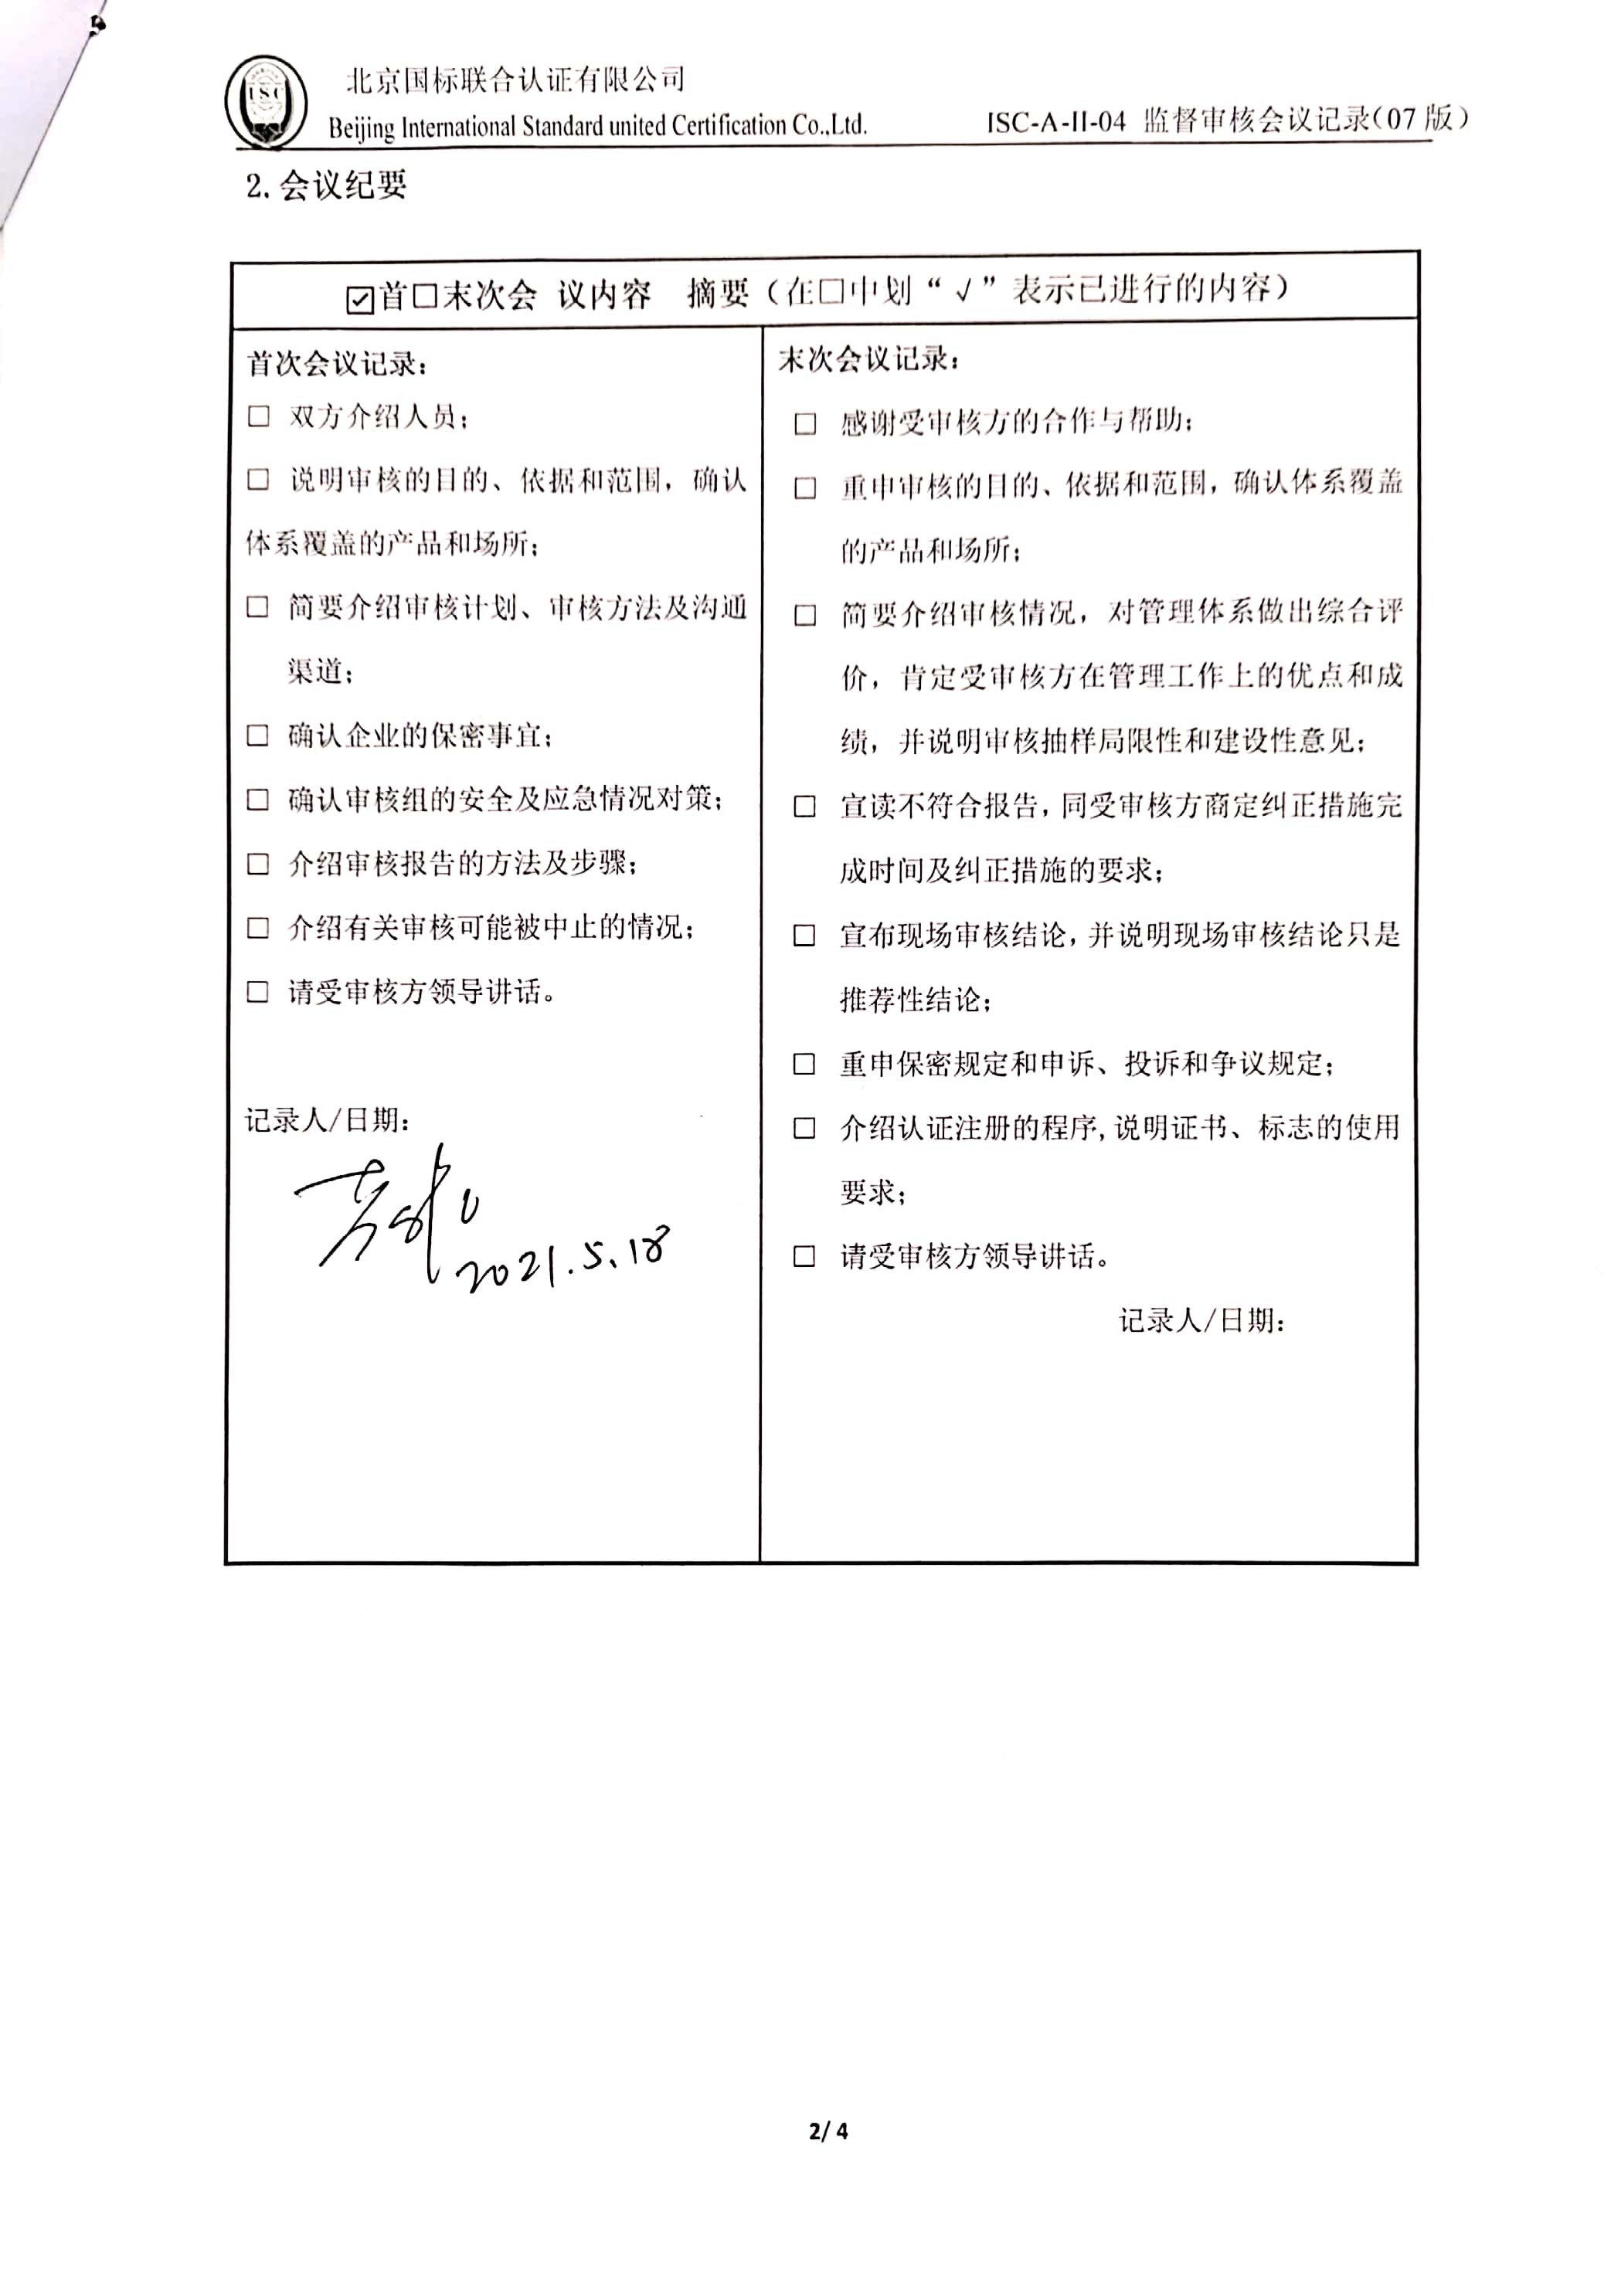 北京国标联合认证有限公司
Beijing International Standard united Certification Co.,Ltd.
ISC-A-II-04 监督审核会议记录(07版)
ISC
2. 会议纪要
☑首☐末次会 议内容 摘要（在☐中划“√”表示已进行的内容）
首次会议记录:
☐ 双方介绍人员;
☐ 说明审核的目的、依据和范围，确认
体系覆盖的产品和场所;
☐ 简要介绍审核计划、审核方法及沟通
渠道;
☐ 确认企业的保密事宜;
☐ 确认审核组的安全及应急情况对策;
☐ 介绍审核报告的方法及步骤;
☐ 介绍有关审核可能被中止的情况;
☐ 请受审核方领导讲话。
记录人/日期:
2021.5.18
末次会议记录:
☐ 感谢受审核方的合作与帮助;
☐ 重申审核的目的、依据和范围，确认体系覆盖
的产品和场所;
☐ 简要介绍审核情况，对管理体系做出综合评
价，肯定受审核方在管理工作上的优点和成
绩，并说明审核抽样局限性和建设性意见;
☐ 宣读不符合报告,同受审核方商定纠正措施完
成时间及纠正措施的要求;
☐ 宣布现场审核结论,并说明现场审核结论只是
推荐性结论;
☐ 重申保密规定和申诉、投诉和争议规定;
☐ 介绍认证注册的程序,说明证书、标志的使用
要求;
☐ 请受审核方领导讲话。
记录人/日期:
2/ 4